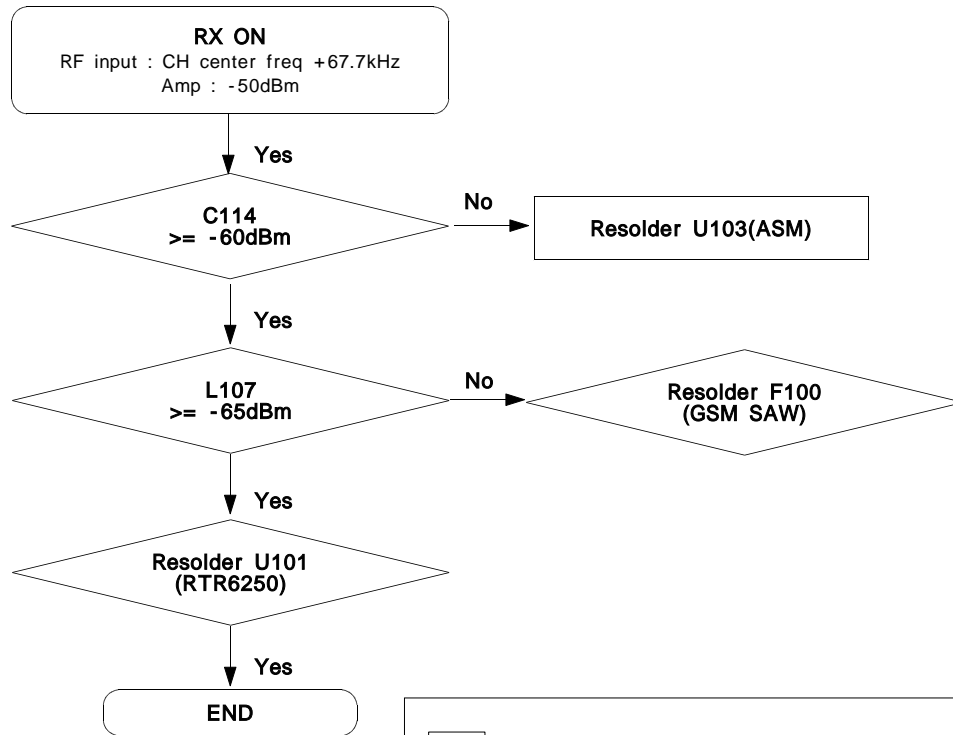 RX ON
RF input : CH center freq +67.7kHz
Amp : -50dBm
Yes
C114
>= -60dBm
No
Resolder U103(ASM)
Yes
L107
>= -65dBm
No
Resolder F100
(GSM SAW)
Yes
Resolder U101
(RTR6250)
Yes
END